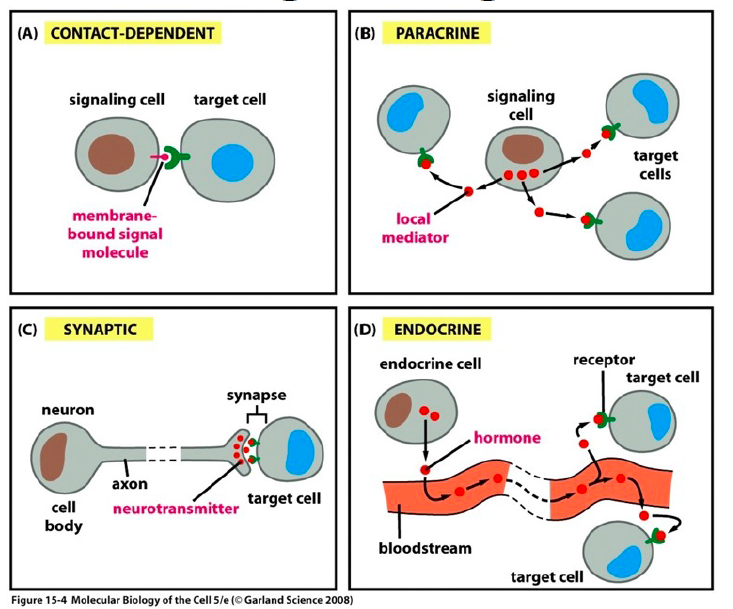 (A) CONTACT-DEPENDENT
signaling cell target cell
membrane-
bound signal
molecule
(B) PARACRINE
signaling
cell
target
cells
local
mediator
(C) SYNAPTIC
synapse
neuron
axon
neurotransmitter
target cell
cell
body
(D) ENDOCRINE
endocrine cell
receptor
target cell
hormone
bloodstream
target cell
Figure 15-4 Molecular Biology of the Cell 5/e (© Garland Science 2008)